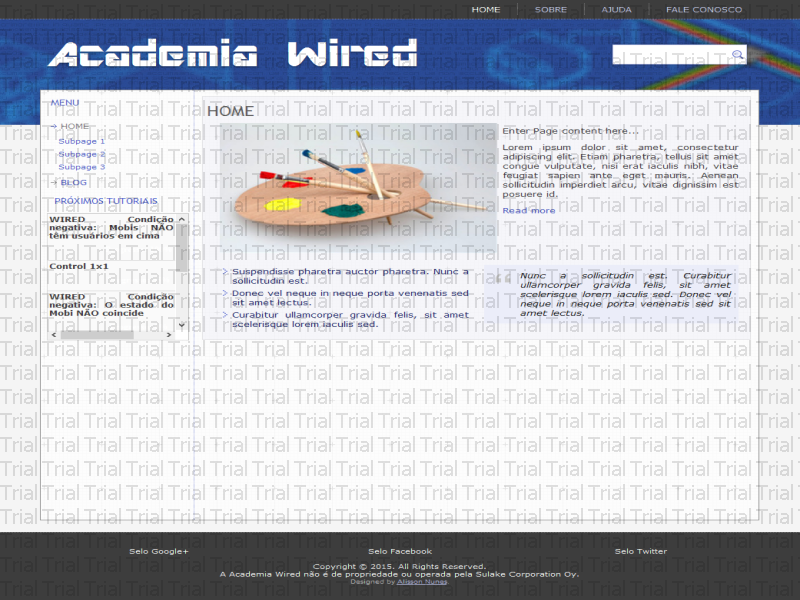 HOME SOBRE AJUDA FALE CONOSCO
Academia Wired
MENU
HOME
Subpage 1
Subpage 2
Subpage 3
BLOG
PRÓXIMOS TUTORIAIS
WIRED Condição
negativa: Mobis NÃO
têm usuários em cima
Control 1x1
WIRED Condição
negativa: O estado do
Mobi NÃO coincide
HOME
Enter Page content here...
Lorem ipsum dolor sit amet, consectetur
adipiscing elit. Etiam pharetra, tellus sit amet
congue vulputate, nisi erat iaculis nibh, vitae
feugiat sapien ante eget mauris. Aenean
sollicitudin imperdiet arcu, vitae dignissim est
posuere id.
Read more
Suspendisse pharetra auctor pharetra. Nunc a
sollicitudin est.
Donec vel neque in neque porta venenatis sed
sit amet lectus.
Curabitur ullamcorper gravida felis, sit amet
scelerisque lorem iaculis sed.
Nunc a sollicitudin est. Curabitur
ullamcorper gravida felis, sit amet
scelerisque lorem iaculis sed. Donec vel
neque in neque porta venenatis sed sit
amet lectus.
Selo Google+ Selo Facebook Selo Twitter
Copyright © 2015. All Rights Reserved.
A Academia Wired não é de propriedade ou operada pela Sulake Corporation Oy.
Designed by Alisson Nunes.
Trial